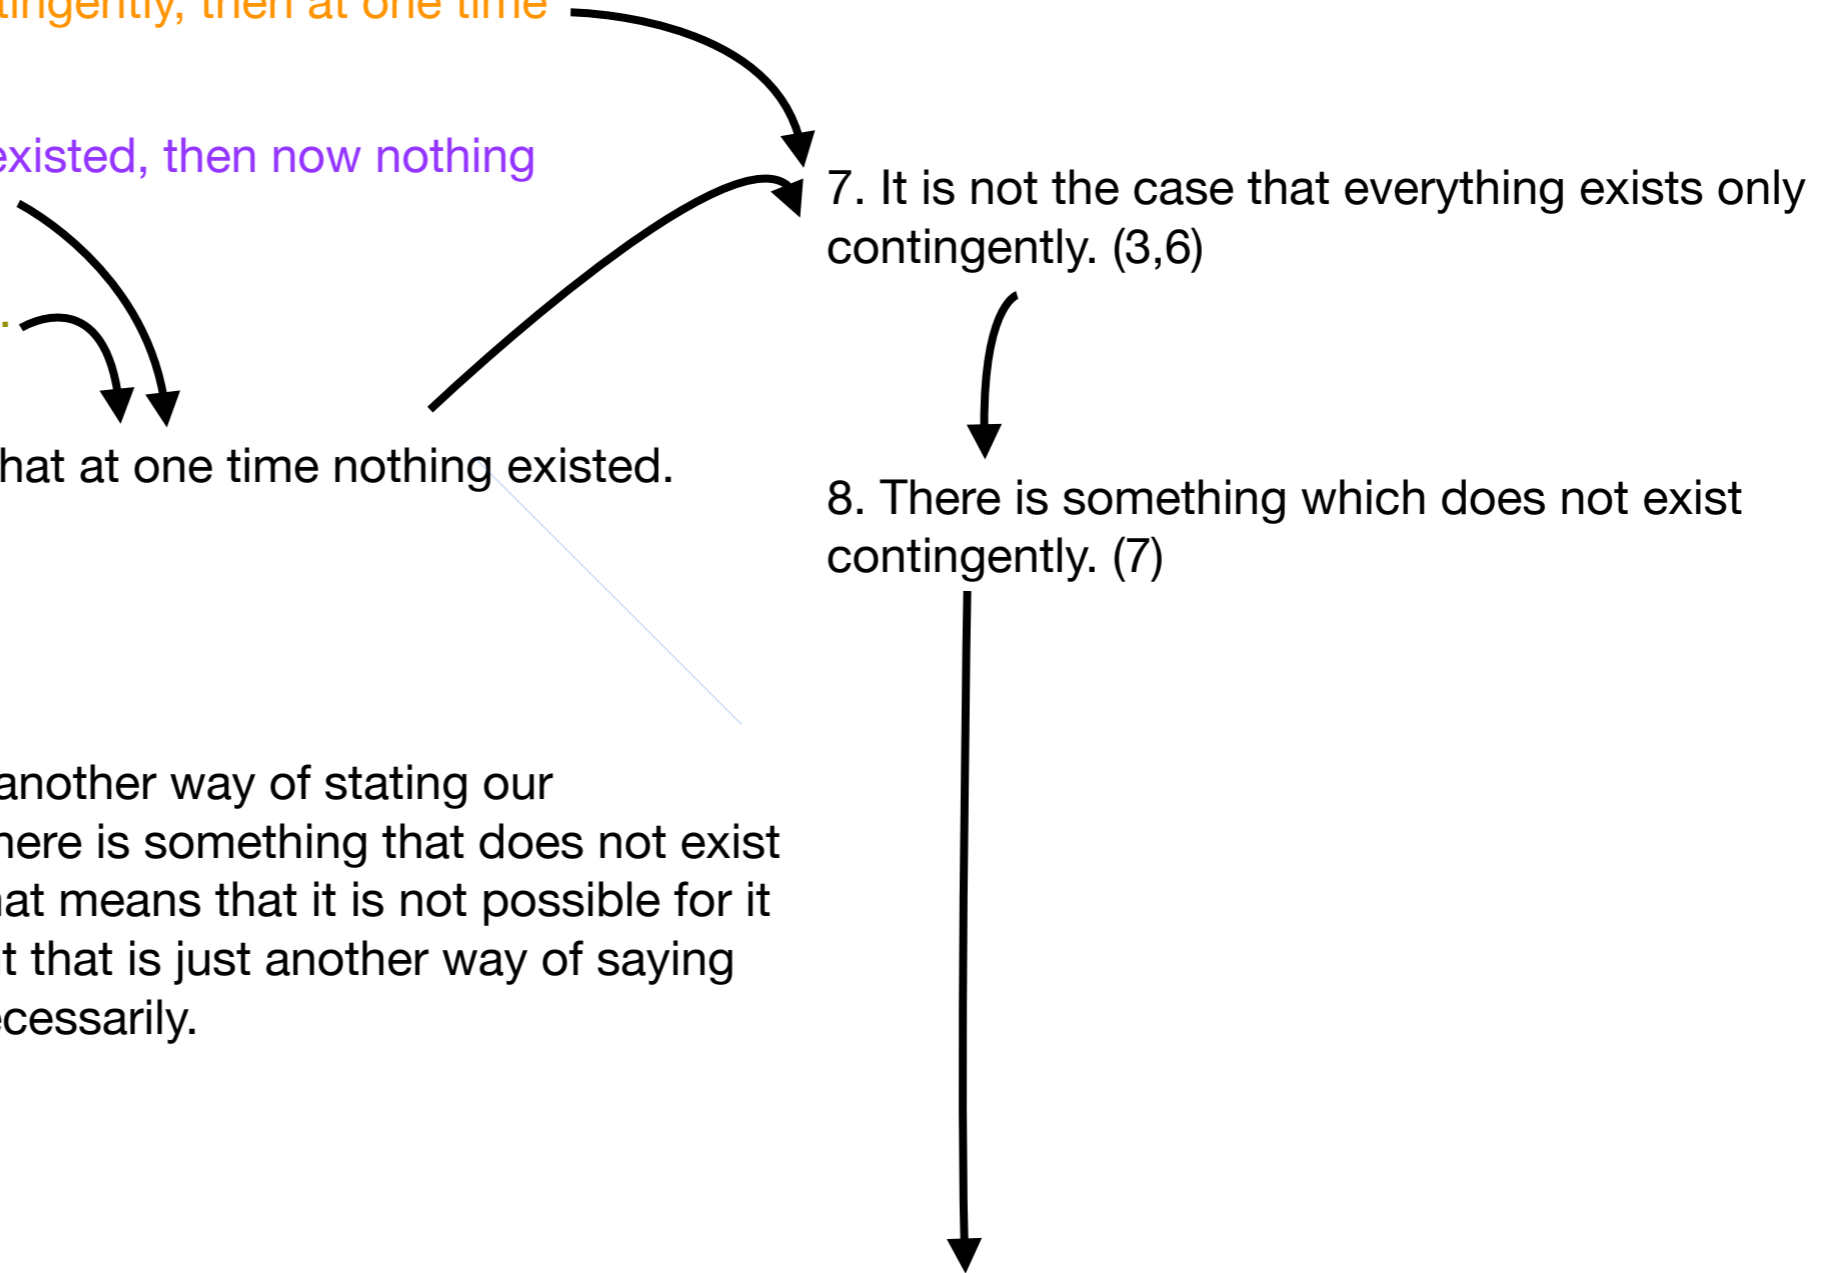 tingently, then at one time
existed, then now nothing
.
hat at one time nothing existed.
another way of stating our
here is something that does not exist
at means that it is not possible for it
t that is just another way of saying
cessarily.
7. It is not the case that everything exists only
contingently. (3,6)
8. There is something which does not exist
contingently. (7)